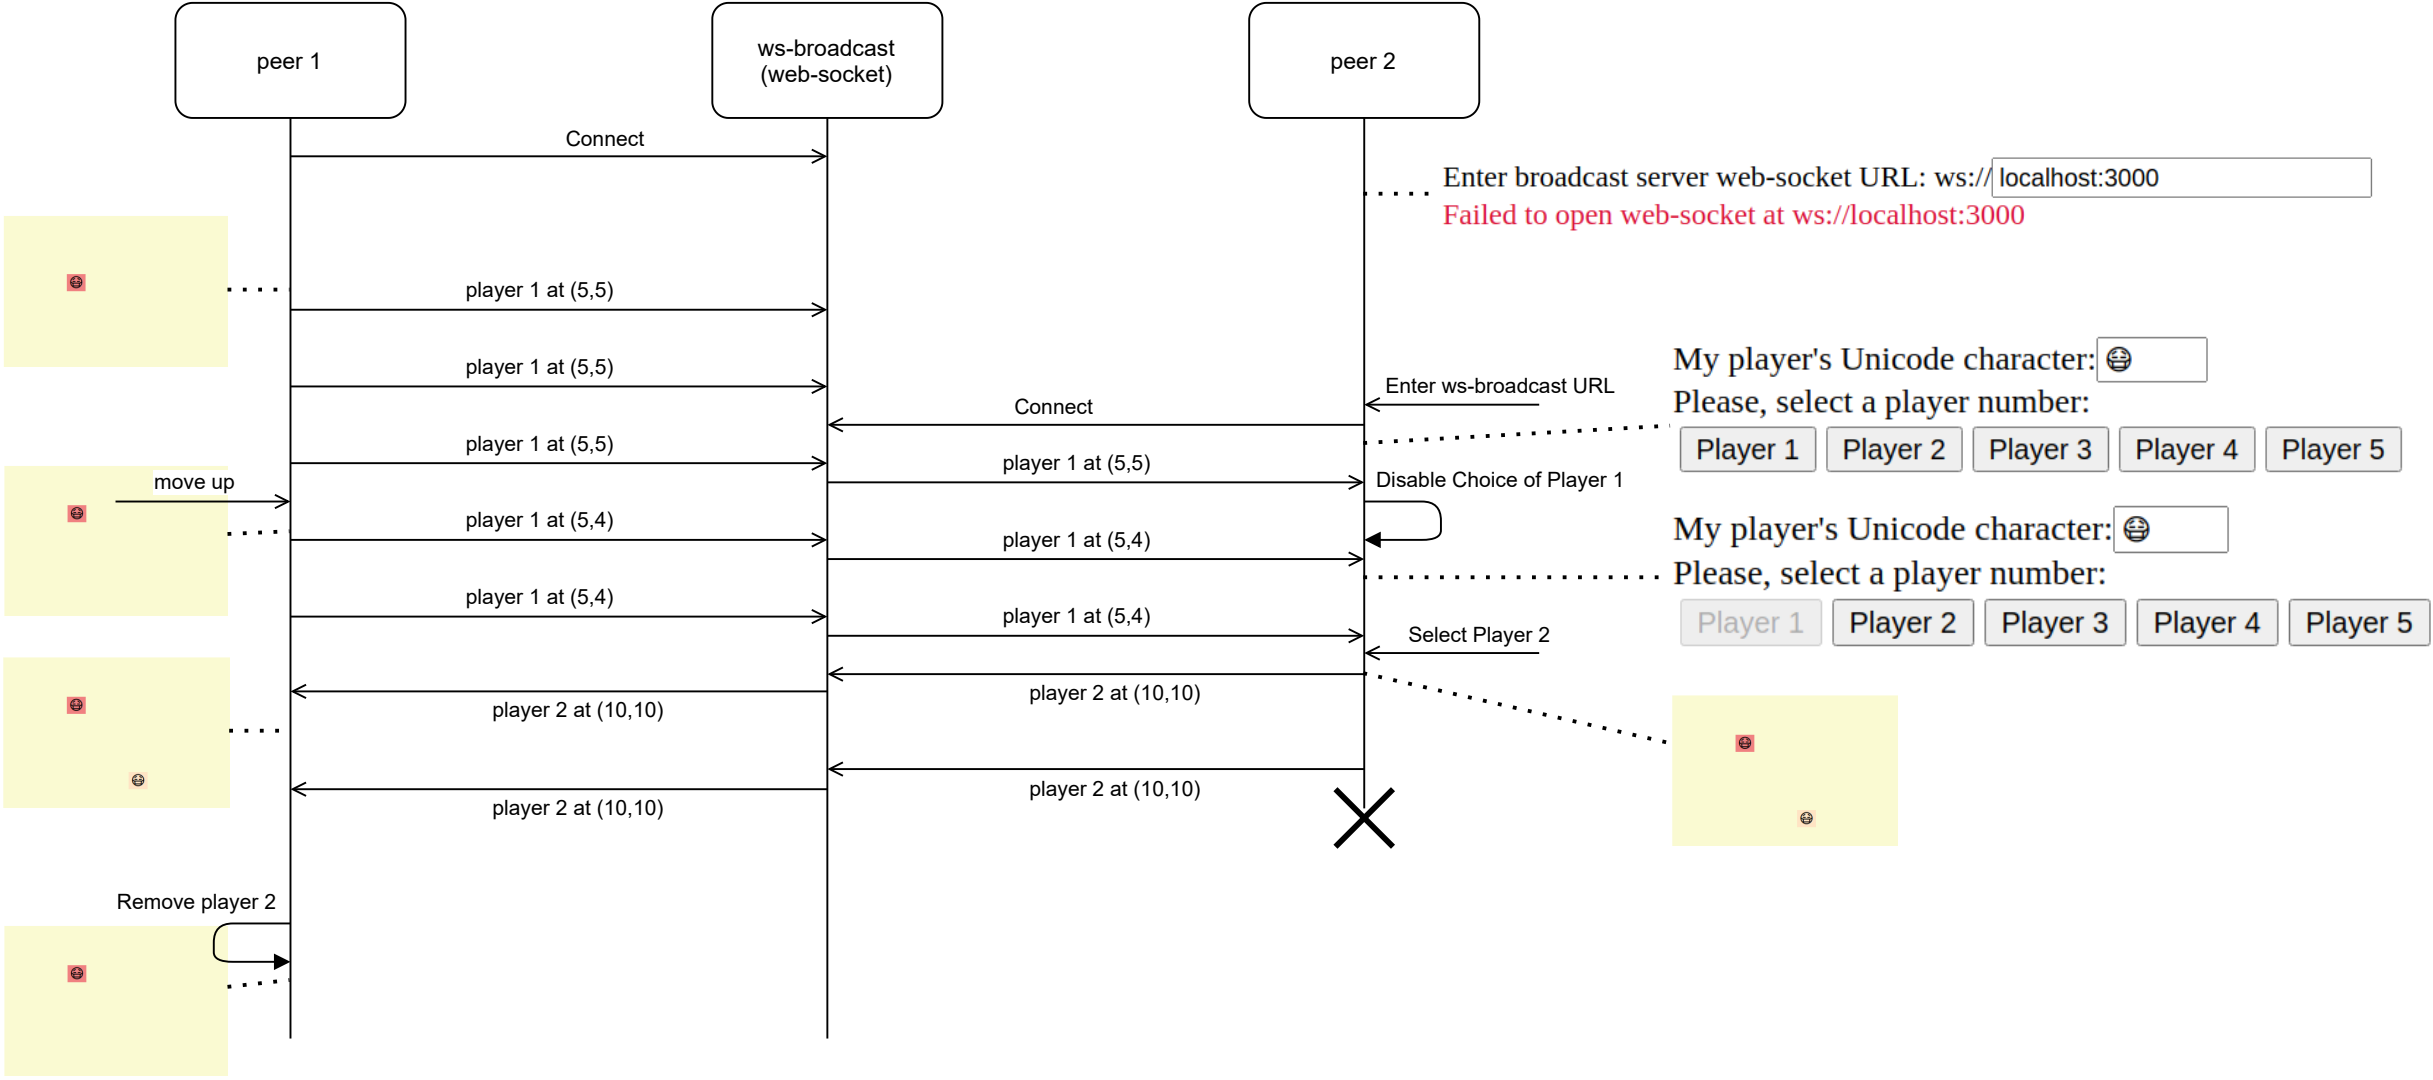 peer 1
ws-broadcast
(web-socket)
peer 2
Connect
Enter broadcast server web-socket URL: ws://localhost:3000
Failed to open web-socket at ws://localhost:3000
player 1 at (5,5)
player 1 at (5,5)
Enter ws-broadcast URL
My player's Unicode character: 😷
Please, select a player number:
Player 1 Player 2 Player 3 Player 4 Player 5
Connect
player 1 at (5,5)
player 1 at (5,5)
move up
Disable Choice of Player 1
player 1 at (5,4)
player 1 at (5,4)
My player's Unicode character: 😷
Please, select a player number:
Player 1 Player 2 Player 3 Player 4 Player 5
player 1 at (5,4)
player 1 at (5,4)
Select Player 2
player 2 at (10,10)
player 2 at (10,10)
player 2 at (10,10)
player 2 at (10,10)
Remove player 2